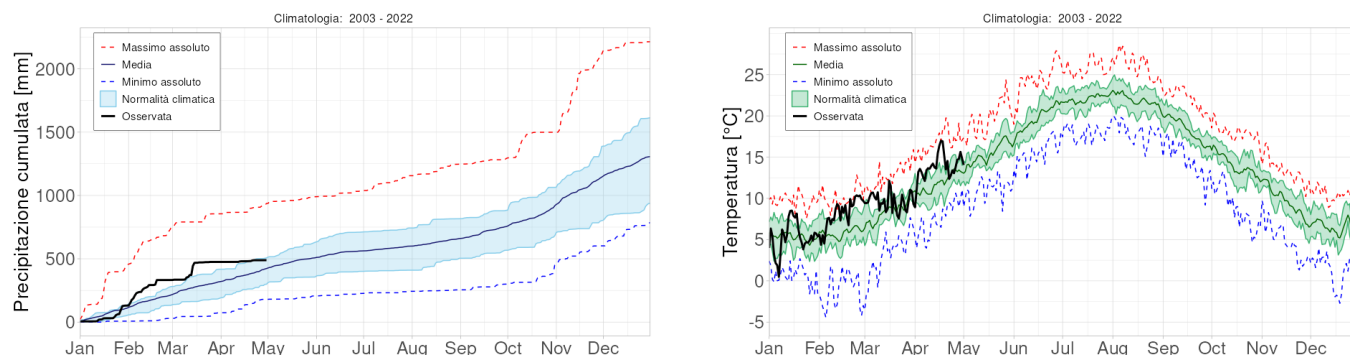 Climatologia: 2003 - 2022
Precipitazione cumulata [mm]
2000
1500
1000
500
0
Massimo assoluto
Media
Minimo assoluto
Normalità climatica
Osservata
Jan Feb Mar Apr May Jun Jul Aug Sep Oct Nov Dec
Climatologia: 2003 - 2022
Temperatura [°C]
25
20
15
10
5
0
-5
Massimo assoluto
Media
Minimo assoluto
Normalità climatica
Osservata
Jan Feb Mar Apr May Jun Jul Aug Sep Oct Nov Dec